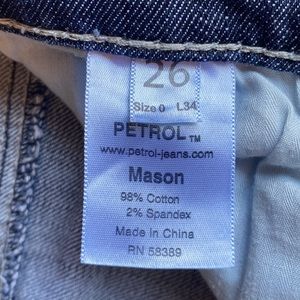 26
Size 0 L34
PETROL™
www.petrol-jeans.com
Mason
98% Cotton
2% Spandex
Made in China
RN 58389